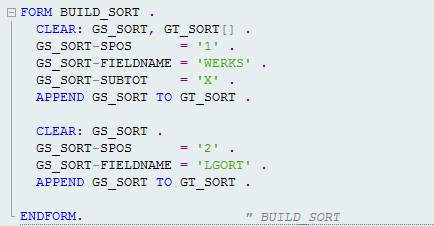 FORM BUILD_SORT .
CLEAR: GS_SORT, GT_SORT[] .
GS_SORT-SPOS = '1' .
GS_SORT-FIELDNAME = 'WERKS' .
GS_SORT-SUBTOT = 'X' .
APPEND GS_SORT TO GT_SORT .

CLEAR: GS_SORT .
GS_SORT-SPOS = '2' .
GS_SORT-FIELDNAME = 'LGORT' .
APPEND GS_SORT TO GT_SORT .

ENDFORM. " BUILD_SORT